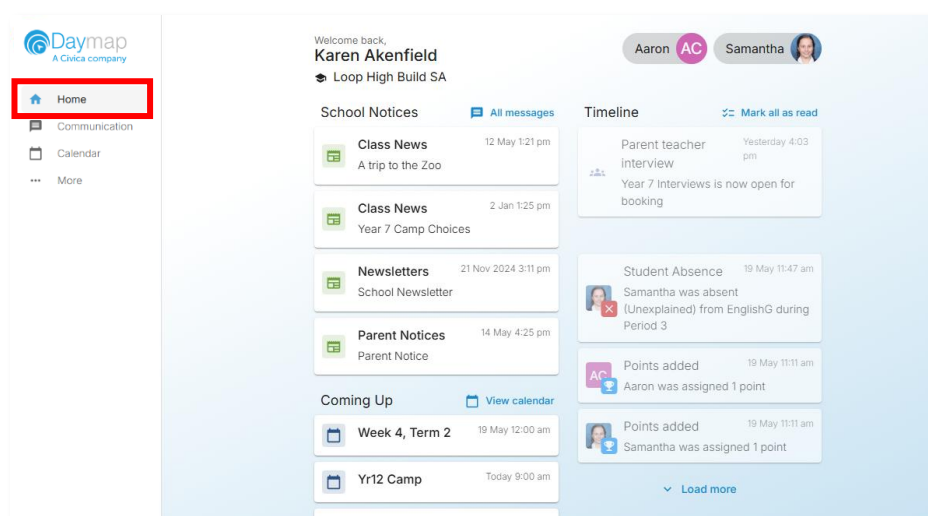 Daymap
A Civica company
Home
Communication
Calendar
More
Welcome back,
Karen Akenfield
Loop High Build SA
Aaron AC Samantha
School Notices All messages
Class News 12 May 1:21 pm
A trip to the Zoo
Class News 2 Jan 1:25 pm
Year 7 Camp Choices
Newsletters 21 Nov 2024 3:11 pm
School Newsletter
Parent Notices 14 May 4:25 pm
Parent Notice
Coming Up View calendar
Week 4, Term 2 19 May 12:00 am
Yr12 Camp Today 9:00 am
Timeline Mark all as read
Parent teacher Yesterday 4:03
interview pm
Year 7 Interviews is now open for
booking
Student Absence 19 May 11:47 am
Samantha was absent
(Unexplained) from EnglishG during
Period 3
AC Points added 19 May 11:11 am
Aaron was assigned 1 point
Points added 19 May 11:11 am
Samantha was assigned 1 point
Load more